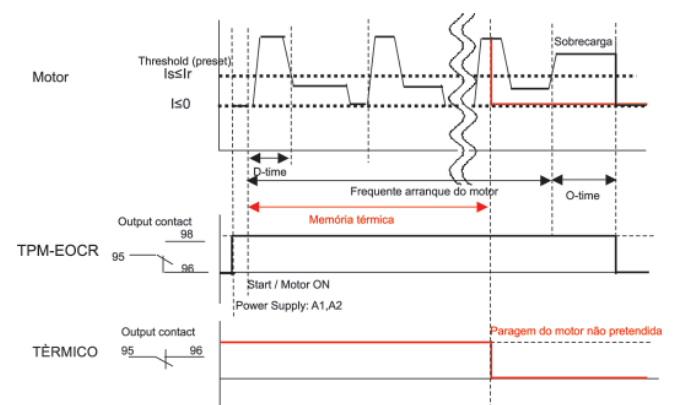 Sobrecarga
Threshold (preset)
Is≤Ir
Motor
I≤0
D-time
Frequente arranque do motor
O-time
Memória térmica
Output contact
98
TPM-EOCR
95
96
Start / Motor ON
Power Supply: A1,A2
Output contact
Paragem do motor não pretendida
TÈRMICO
95
96